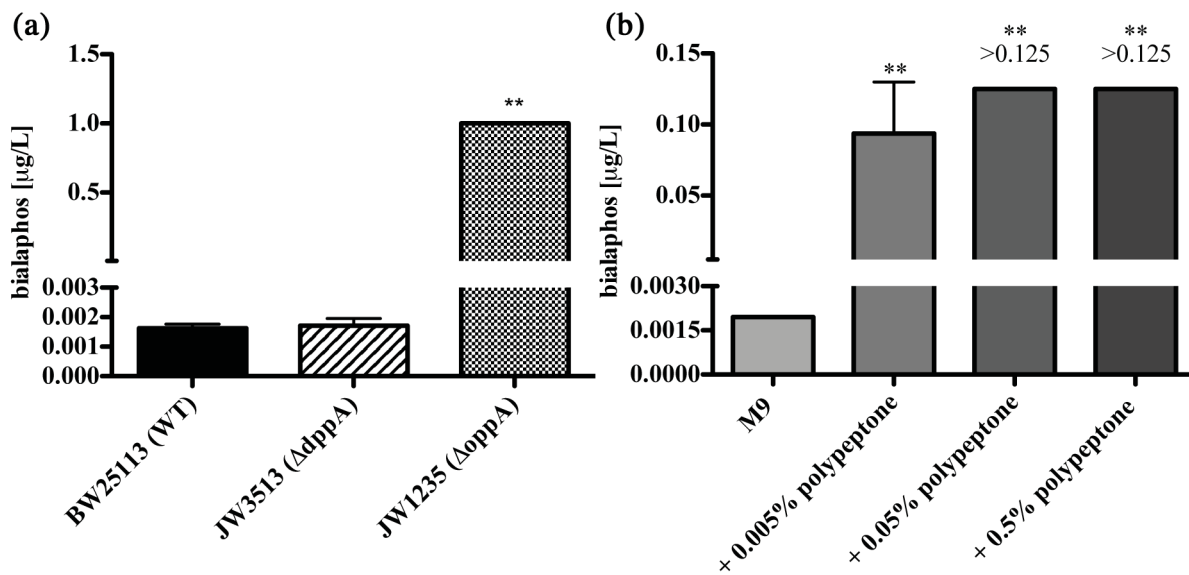 (a)
bialaphos [μg/L]
1.5
1.0
0.5
0.003
0.002
0.001
0.000
**
BW25113 (WT)
JW3513 (ΔdppA)
JW1235 (ΔoppA)
(b)
bialaphos [μg/L]
0.15
0.10
0.05
0.0030
0.0015
0.0000
**
**
>0.125
**
>0.125
M9
+ 0.005% polypeptone
+ 0.05% polypeptone
+ 0.5% polypeptone